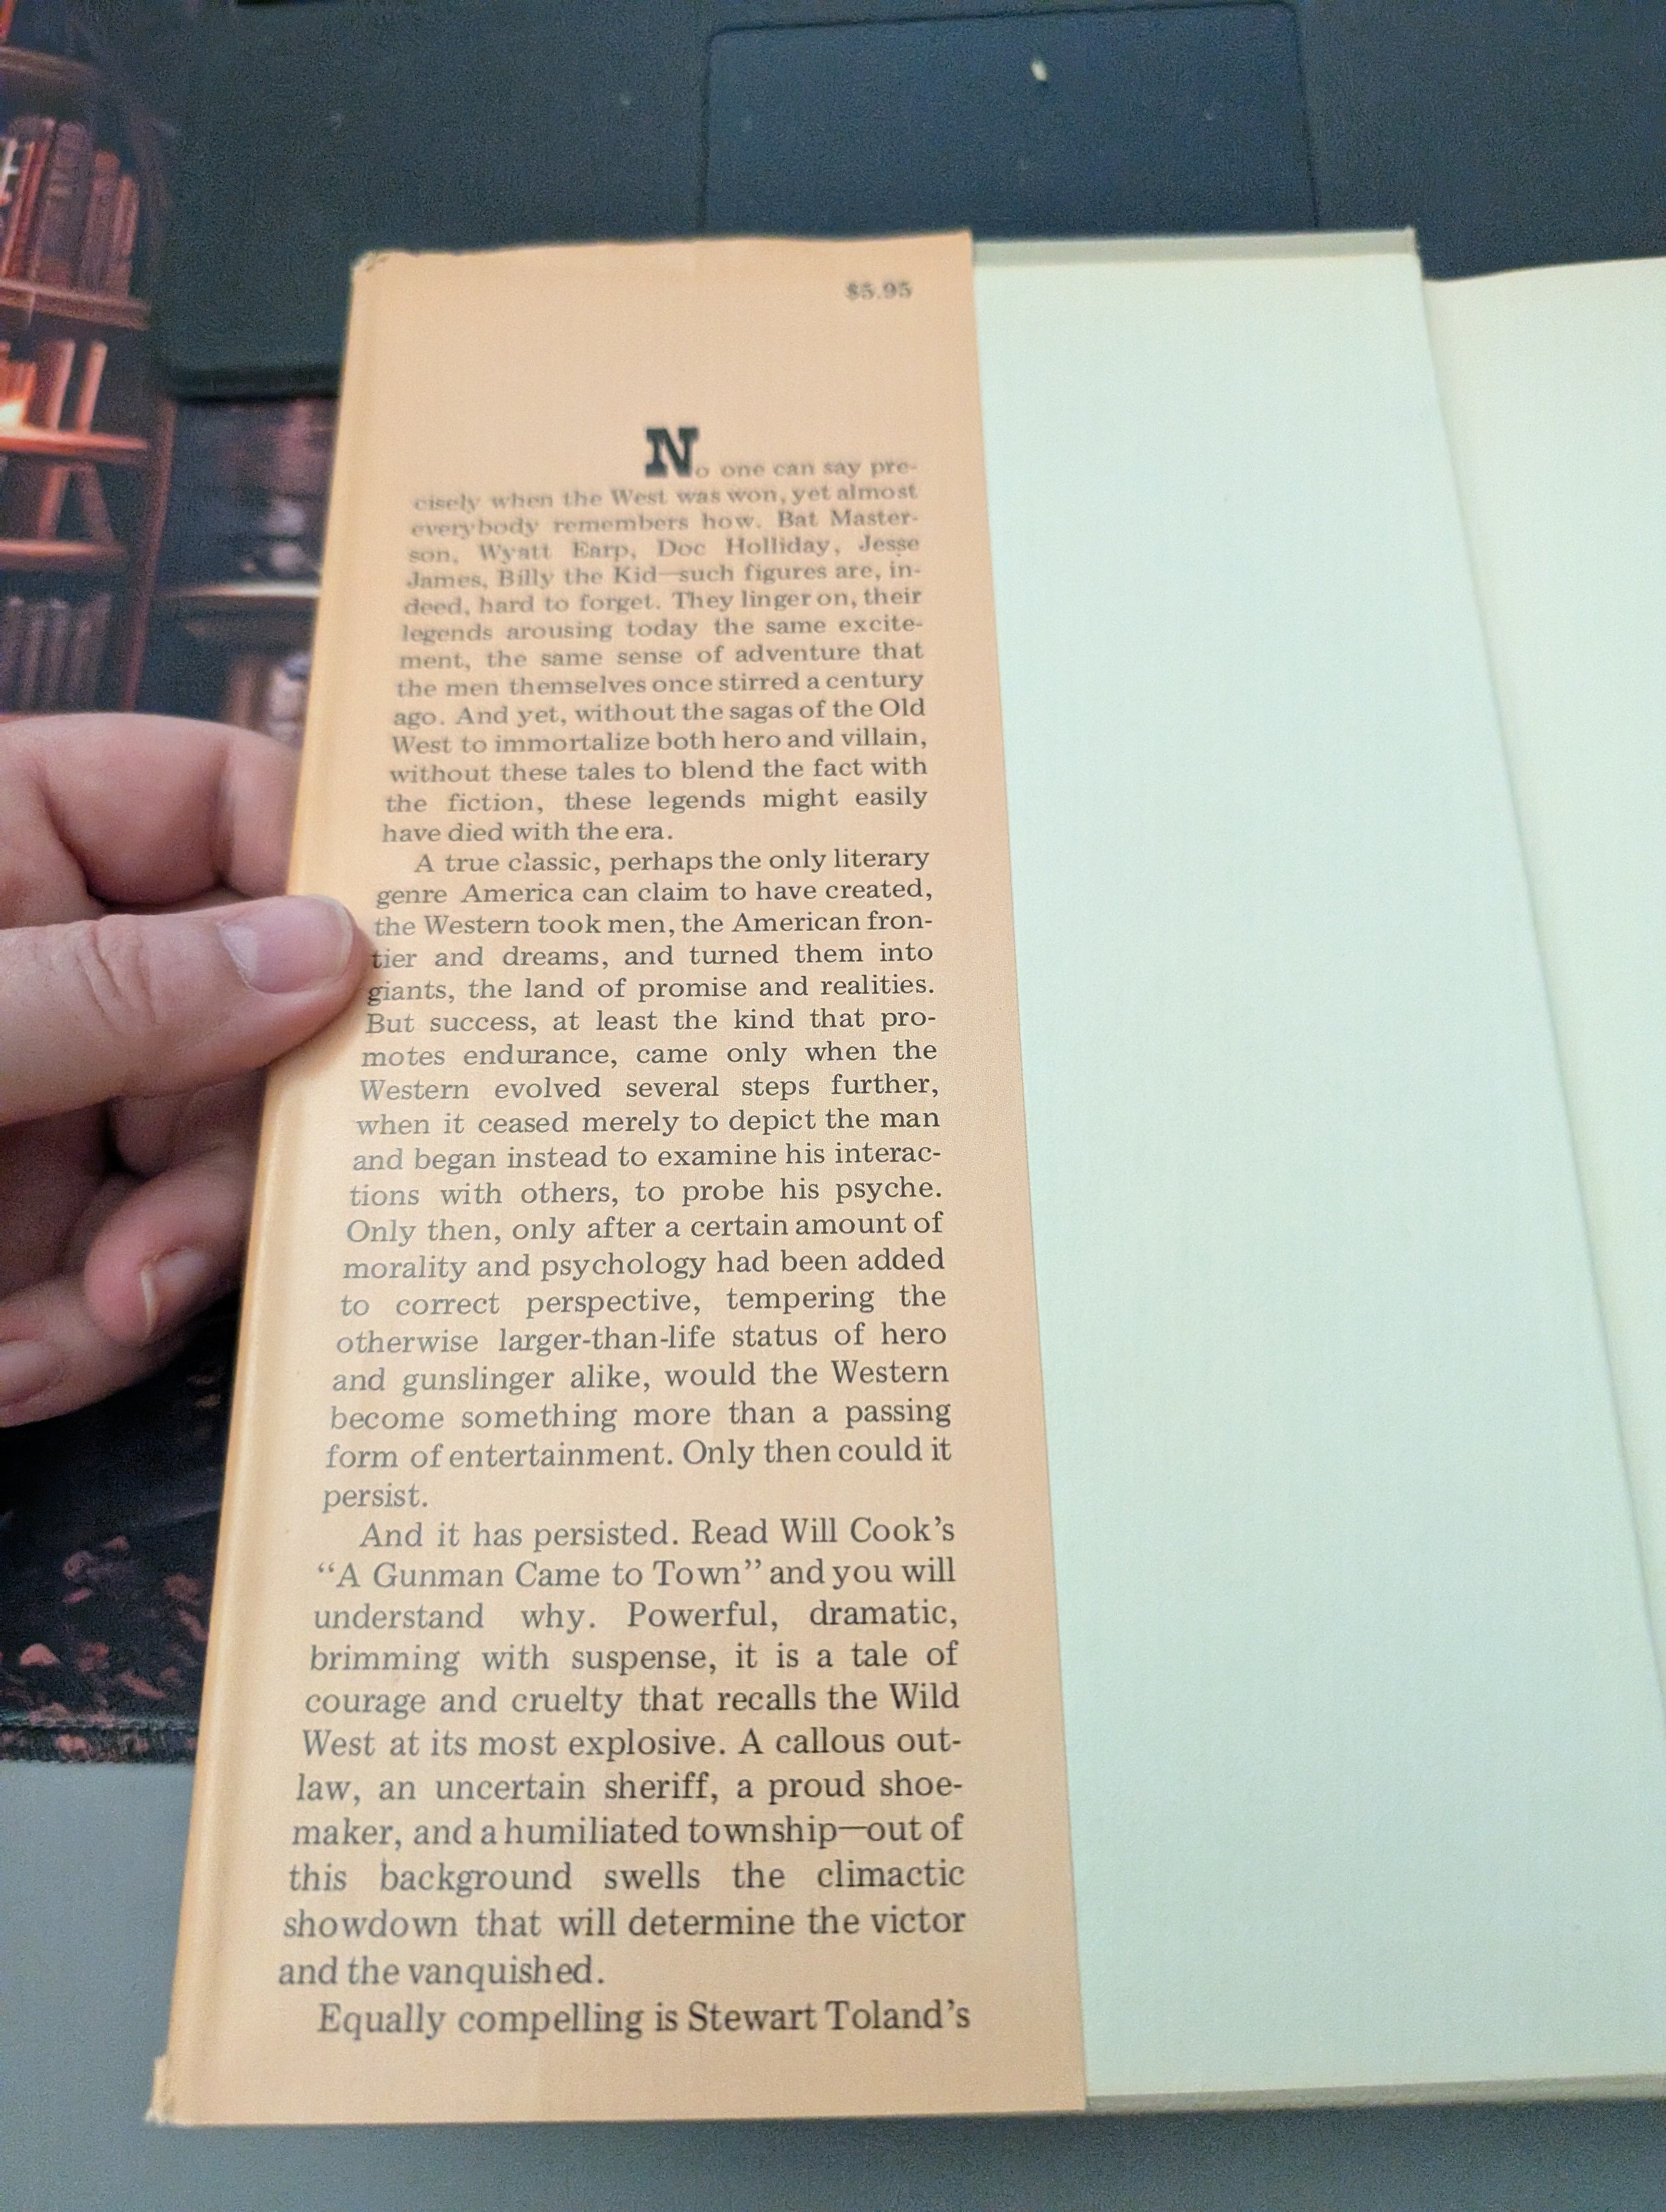 $5.95
No one can say pre-
cisely when the West was won, yet almost
everybody remembers how. Bat Master-
son, Wyatt Earp, Doc Holliday, Jesse
James, Billy the Kid—such figures are, in-
deed, hard to forget. They linger on, their
legends arousing today the same excite-
ment, the same sense of adventure that
the men themselves once stirred a century
ago. And yet, without the sagas of the Old
West to immortalize both hero and villain,
without these tales to blend the fact with
the fiction, these legends might easily
have died with the era.
A true classic, perhaps the only literary
genre America can claim to have created,
the Western took men, the American fron-
tier and dreams, and turned them into
giants, the land of promise and realities.
But success, at least the kind that pro-
motes endurance, came only when the
Western evolved several steps further,
when it ceased merely to depict the man
and began instead to examine his interac-
tions with others, to probe his psyche.
Only then, only after a certain amount of
morality and psychology had been added
to correct perspective, tempering the
otherwise larger-than-life status of hero
and gunslinger alike, would the Western
become something more than a passing
form of entertainment. Only then could it
persist.
And it has persisted. Read Will Cook's
“A Gunman Came to Town” and you will
understand why. Powerful, dramatic,
brimming with suspense, it is a tale of
courage and cruelty that recalls the Wild
West at its most explosive. A callous out-
law, an uncertain sheriff, a proud shoe-
maker, and a humiliated township—out of
this background swells the climactic
showdown that will determine the victor
and the vanquished.
Equally compelling is Stewart Toland's